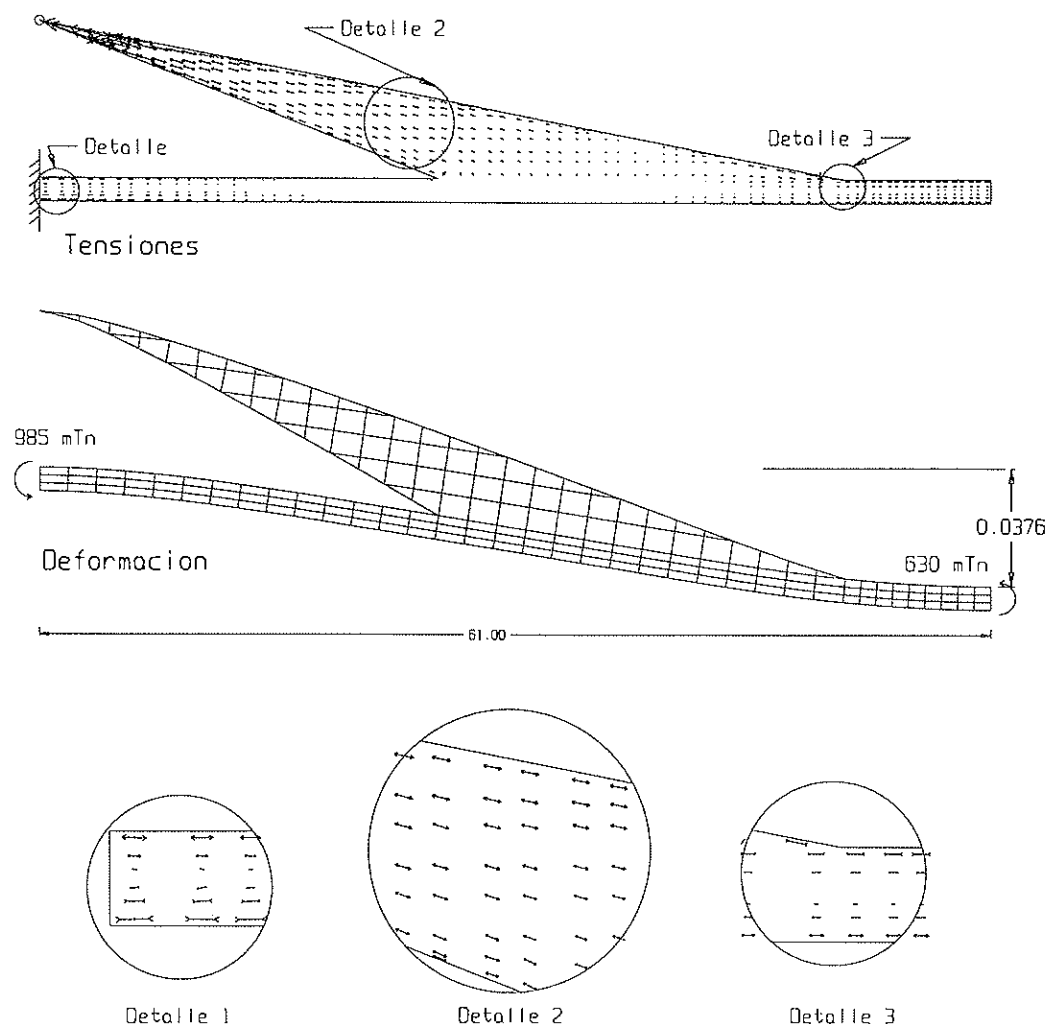 Detalle 2
Detalle
Detalle 3
Tensiones
985 mTn
0.0376
Deformacion
630 mTn
61.00
Detalle 1
Detalle 2
Detalle 3